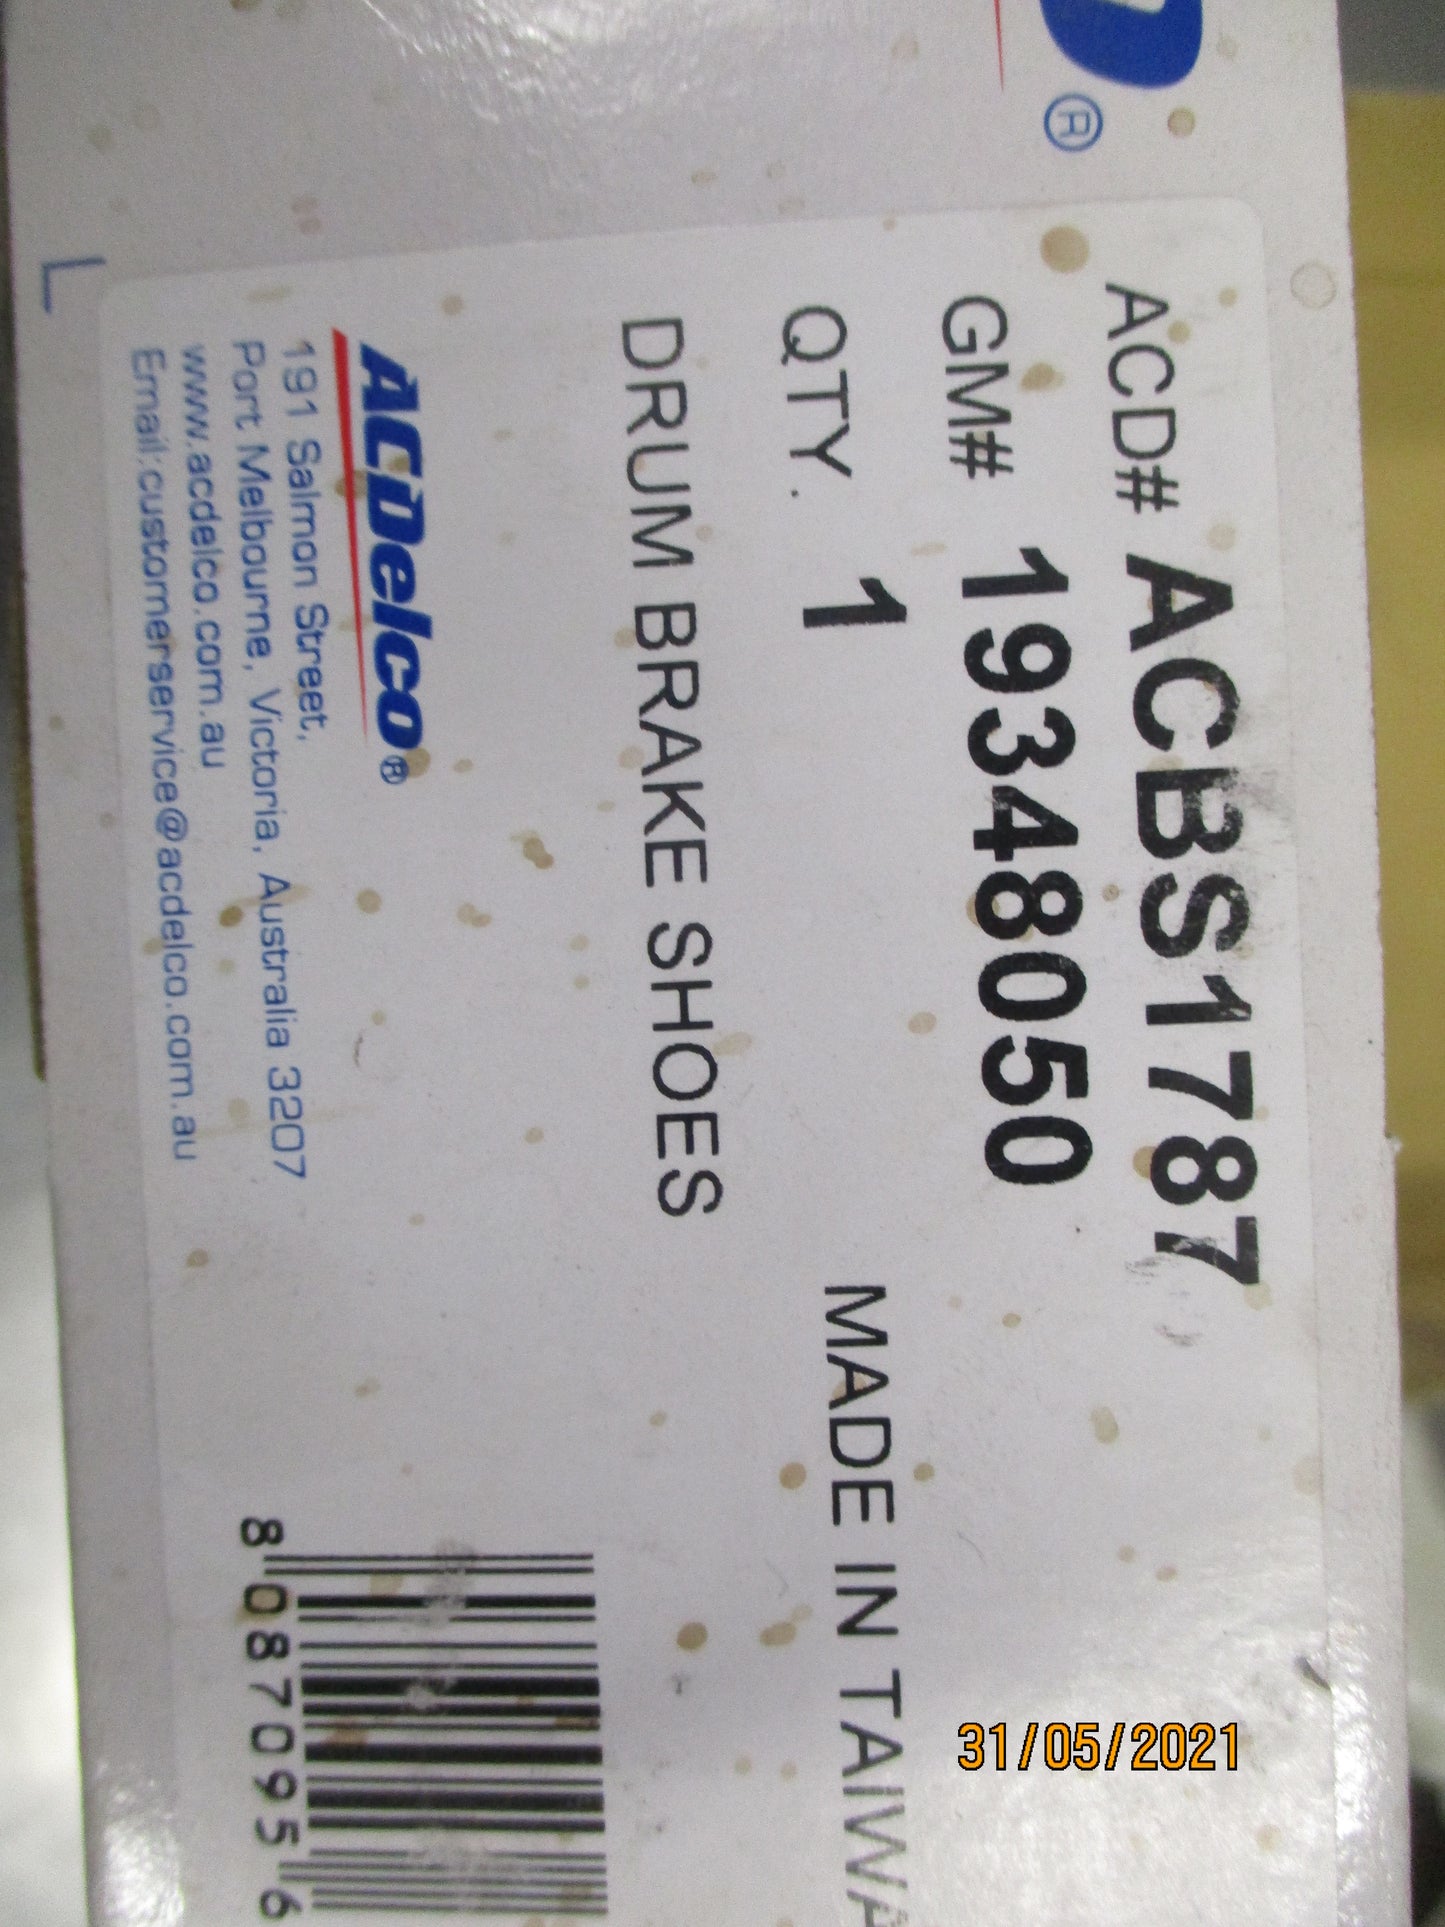 ®
ACD# ACBS1787
GM# 19348050
QTY. 1
MADE IN
DRUM BRAKE SHOES
ACDelco®
191 Salmon Street,
Port Melbourne, Victoria, Australia 3207
www.acdelco.com.au
Email:customerservice@acdelco.com.au
8 087095 6
31/05/2021